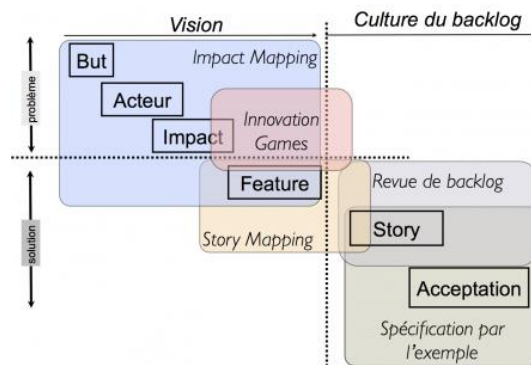 Vision
Culture du backlog
But
Impact Mapping
Acteur
problème
Impact
Innovation
Games
Feature
Revue de backlog
Story
Story Mapping
solution
Acceptation
Spécification par
l'exemple